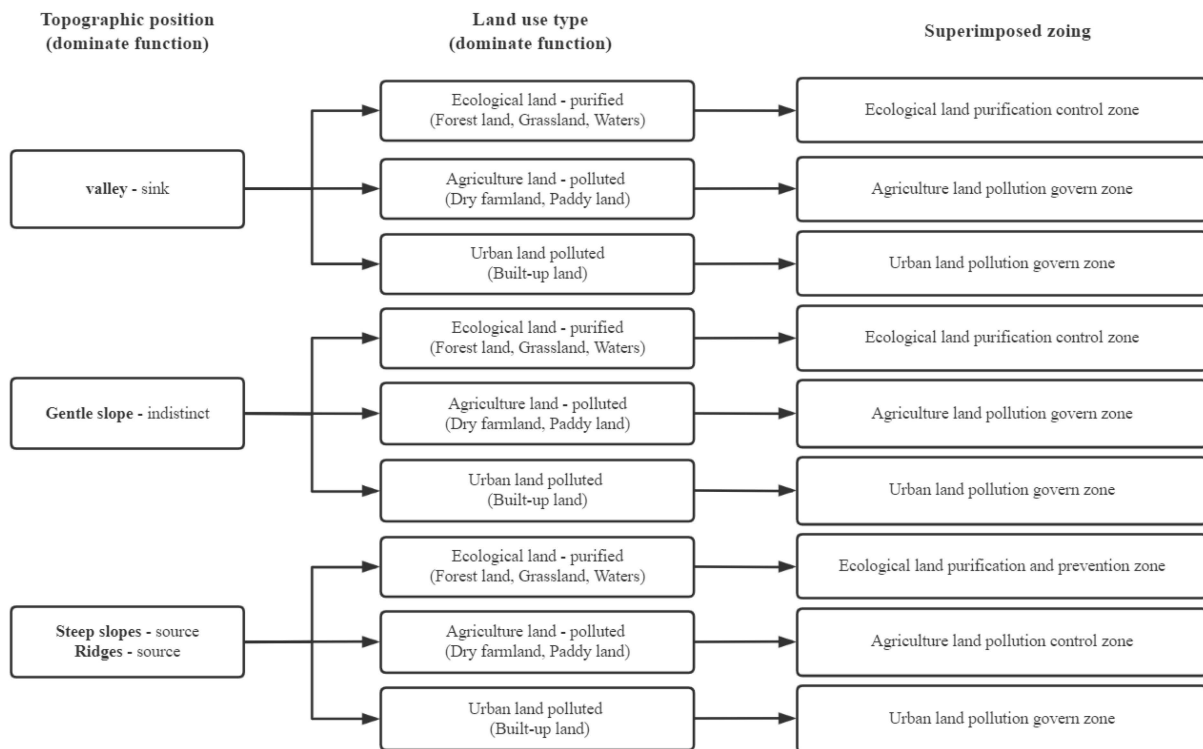 Topographic position
(dominate function)
Land use type
(dominate function)
Superimposed zoing
valley - sink
Ecological land - purified
(Forest land, Grassland, Waters)
Ecological land purification control zone
Agriculture land - polluted
(Dry farmland, Paddy land)
Agriculture land pollution govern zone
Urban land polluted
(Built-up land)
Urban land pollution govern zone
Gentle slope - indistinct
Ecological land - purified
(Forest land, Grassland, Waters)
Ecological land purification control zone
Agriculture land - polluted
(Dry farmland, Paddy land)
Agriculture land pollution govern zone
Urban land polluted
(Built-up land)
Urban land pollution govern zone
Steep slopes - source
Ridges - source
Ecological land - purified
(Forest land, Grassland, Waters)
Ecological land purification and prevention zone
Agriculture land - polluted
(Dry farmland, Paddy land)
Agriculture land pollution control zone
Urban land polluted
(Built-up land)
Urban land pollution govern zone